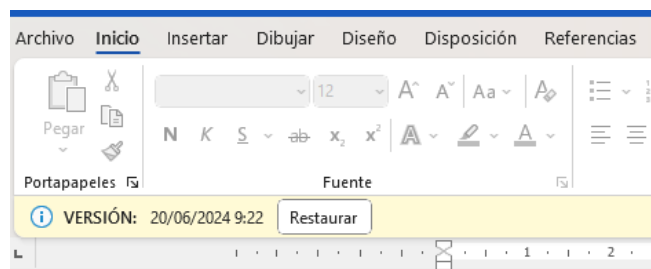 Archivo Inicio Insertar Dibujar Diseño Disposición Referencias
12 A A Aa A
Pegar
N K S ab x₂ x² A A
Portapapeles Fuente
VERSIÓN: 20/06/2024 9:22 Restaurar
1 2